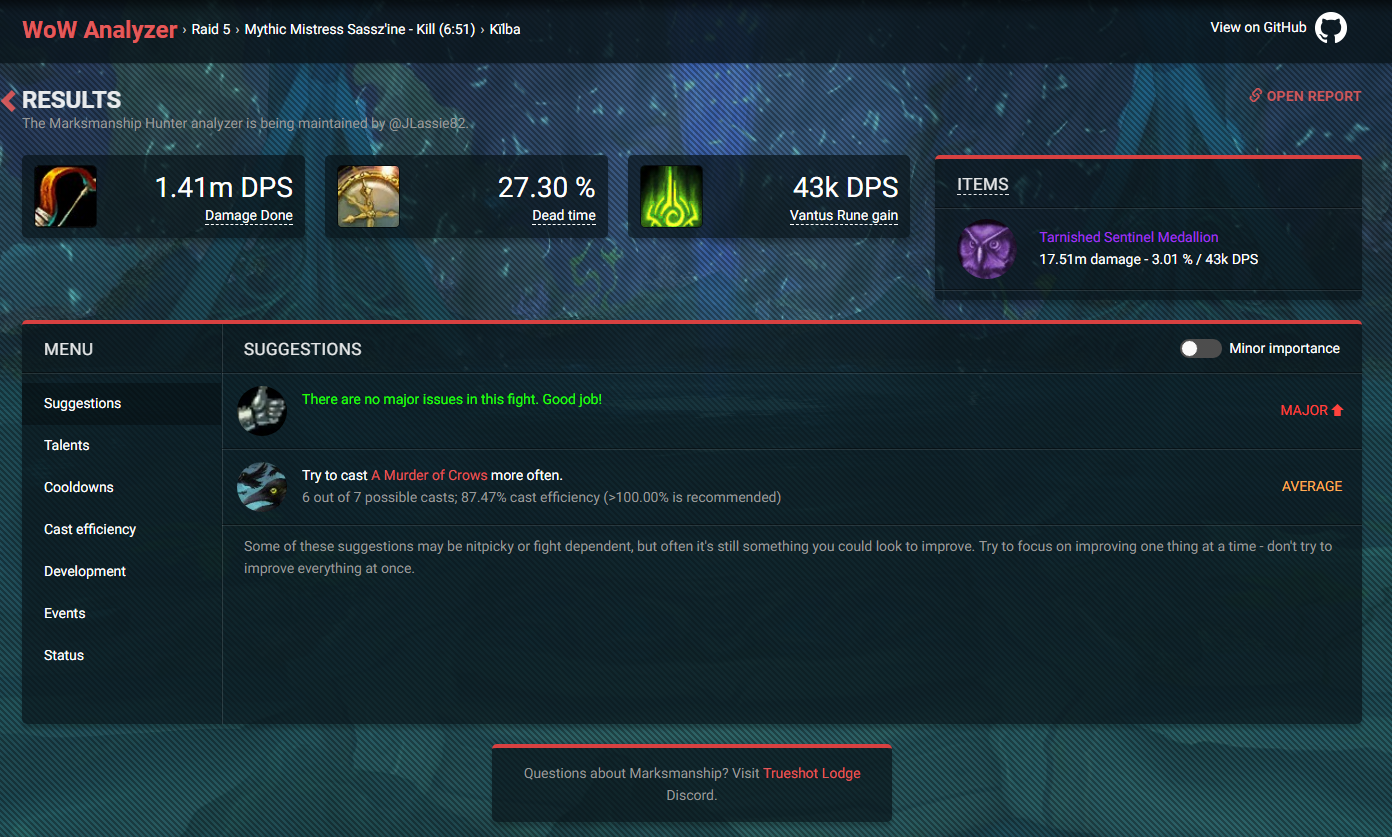 WoW Analyzer › Raid 5 › Mythic Mistress Sassz'ine - Kill (6:51) › Kîlba
View on GitHub
RESULTS
OPEN REPORT
The Marksmanship Hunter analyzer is being maintained by @JLassie82.
1.41m DPS
Damage Done
27.30 %
Dead time
43k DPS
Vantus Rune gain
ITEMS
Tarnished Sentinel Medallion
17.51m damage - 3.01 % / 43k DPS
MENU
Suggestions
Talents
Cooldowns
Cast efficiency
Development
Events
Status
SUGGESTIONS
Minor importance
There are no major issues in this fight. Good job!
MAJOR
Try to cast A Murder of Crows more often.
6 out of 7 possible casts; 87.47% cast efficiency (>100.00% is recommended)
AVERAGE
Some of these suggestions may be nitpicky or fight dependent, but often it's still something you could look to improve. Try to focus on improving one thing at a time - don't try to
improve everything at once.
Questions about Marksmanship? Visit Trueshot Lodge
Discord.